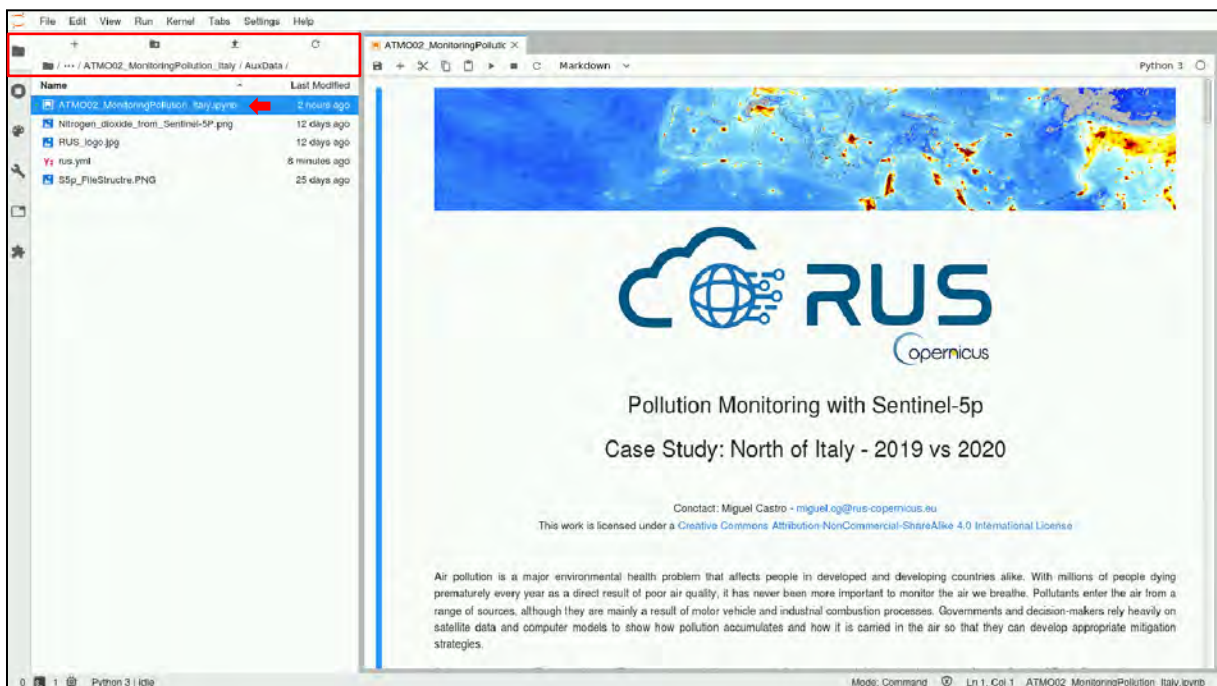 File Edit View Run Kernel Tabs Settings Help
ATMO02_MonitoringPollutic ×
/ ··· / ATMO02_MonitoringPollution_Italy / AuxData /
Markdown
Python 3
Name Last Modified
ATMO02_MonitoringPollution_Italy.ipynb 2 hours ago
Nitrogen_dioxide_from_Sentinel-5P.png 12 days ago
RUS_logo.jpg 12 days ago
Y: rus.yml 6 minutes ago
S5p_FileStructre.PNG 25 days ago
RUS
opernicus
Pollution Monitoring with Sentinel-5p
Case Study: North of Italy - 2019 vs 2020
Conctact: Miguel Castro - miguel.og@rus-copernicus.eu
This work is licensed under a Creative Commons Attribution-NonCommercial-ShareAlike 4.0 International License
Air pollution is a major environmental health problem that affects people in developed and developing countries alike. With millions of people dying
prematurely every year as a direct result of poor air quality, it has never been more important to monitor the air we breathe. Pollutants enter the air from a
range of sources, although they are mainly a result of motor vehicle and industrial combustion processes. Governments and decision-makers rely heavily on
satellite data and computer models to show how pollution accumulates and how it is carried in the air so that they can develop appropriate mitigation
strategies.
0 1 Python 3 | Idle
Mode: Command Ln 1, Col 1 ATMO02_MonitoringPollution_Italy.ipynb